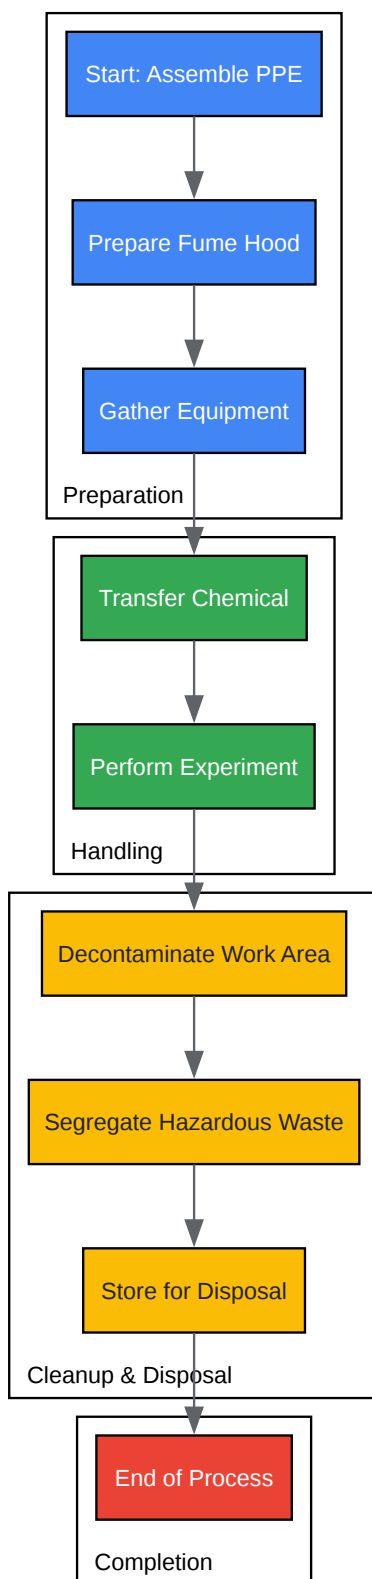 Start: Assemble PPE
Prepare Fume Hood
Gather Equipment
Preparation
Transfer Chemical
Perform Experiment
Handling
Decontaminate Work Area
Segregate Hazardous Waste
Store for Disposal
Cleanup & Disposal
End of Process
Completion